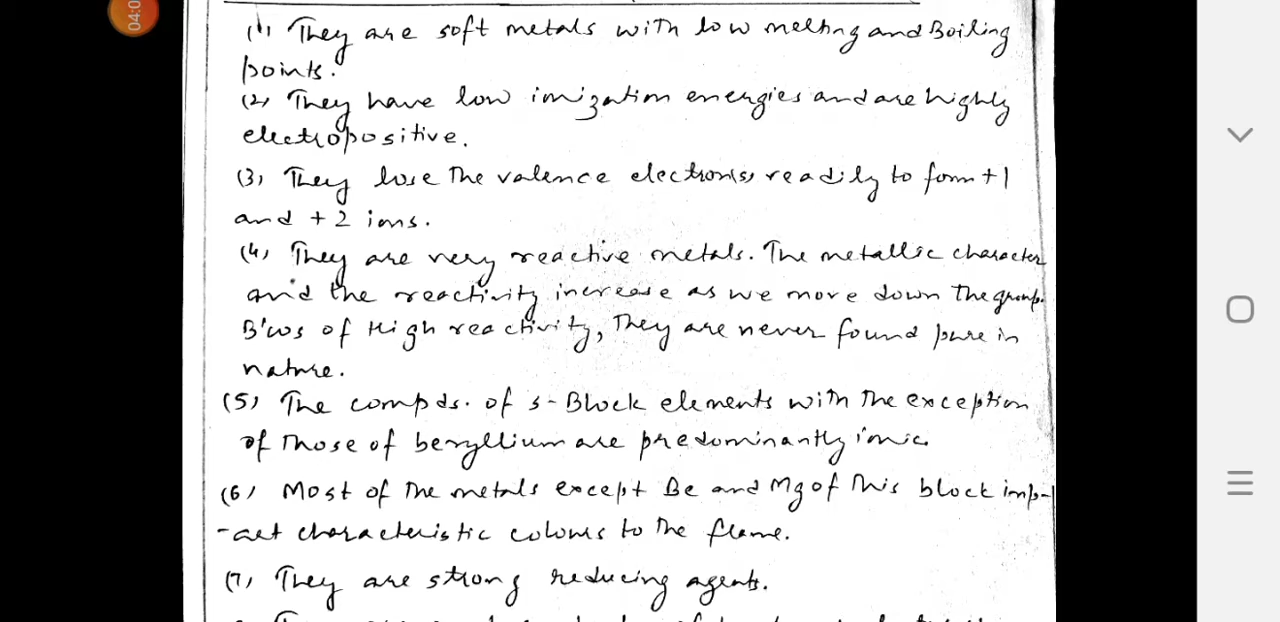 04:0
(1) They are soft metals with low melting and Boiling
points.
(2) They have low ionization energies and are highly
electropositive.
(3) They lose The valence electron(s) readily to form +1
and +2 ions.
(4) They are very reactive metals. The metallic character
and the reactivity increase as we move down The group.
B'cos of High reactivity, They are never found pure in
nature.
(5) The compds. of s-Block elements with The exception
of Those of beryllium are predominantly ionic.
(6) Most of The metals except Be and Mg of This block imp-
-art characteristic colours to The flame.
(7) They are strong reducing agents.